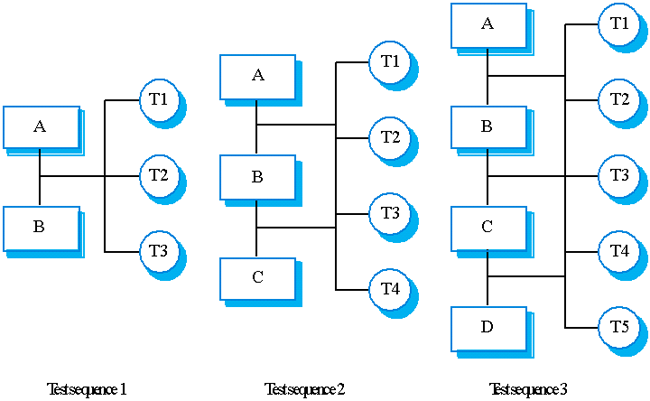 A
B
T1
T2
T3
Test sequence 1
A
B
C
T1
T2
T3
T4
Test sequence 2
A
B
C
D
T1
T2
T3
T4
T5
Test sequence 3